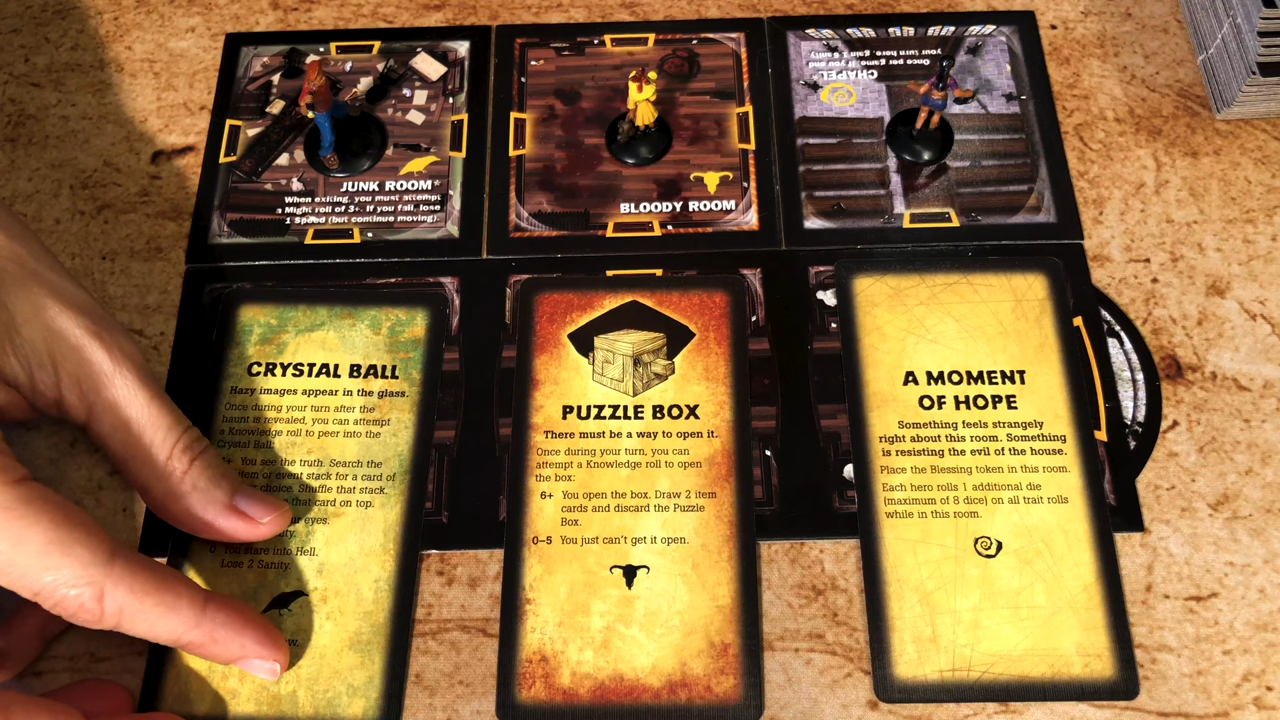 JUNK ROOM*
When exiting, you must attempt
a Might roll of 3+. If you fail, lose
1 Speed (but continue moving).
BLOODY ROOM
CHAPEL
Once per game, if you end
your turn here, gain 1 Sanity.
CRYSTAL BALL
Hazy images appear in the glass.
Once during your turn after the
haunt is revealed, you can attempt
a Knowledge roll to peer into the
Crystal Ball:
You see the truth. Search the
item or event stack for a card of
choice. Shuffle that stack.
that card on top.
eyes.
0 You stare into Hell.
Lose 2 Sanity.
PUZZLE BOX
There must be a way to open it.
Once during your turn, you can
attempt a Knowledge roll to open
the box:
6+ You open the box. Draw 2 item
cards and discard the Puzzle
Box.
0–5 You just can't get it open.
A MOMENT
OF HOPE
Something feels strangely
right about this room. Something
is resisting the evil of the house.
Place the Blessing token in this room.
Each hero rolls 1 additional die
(maximum of 8 dice) on all trait rolls
while in this room.